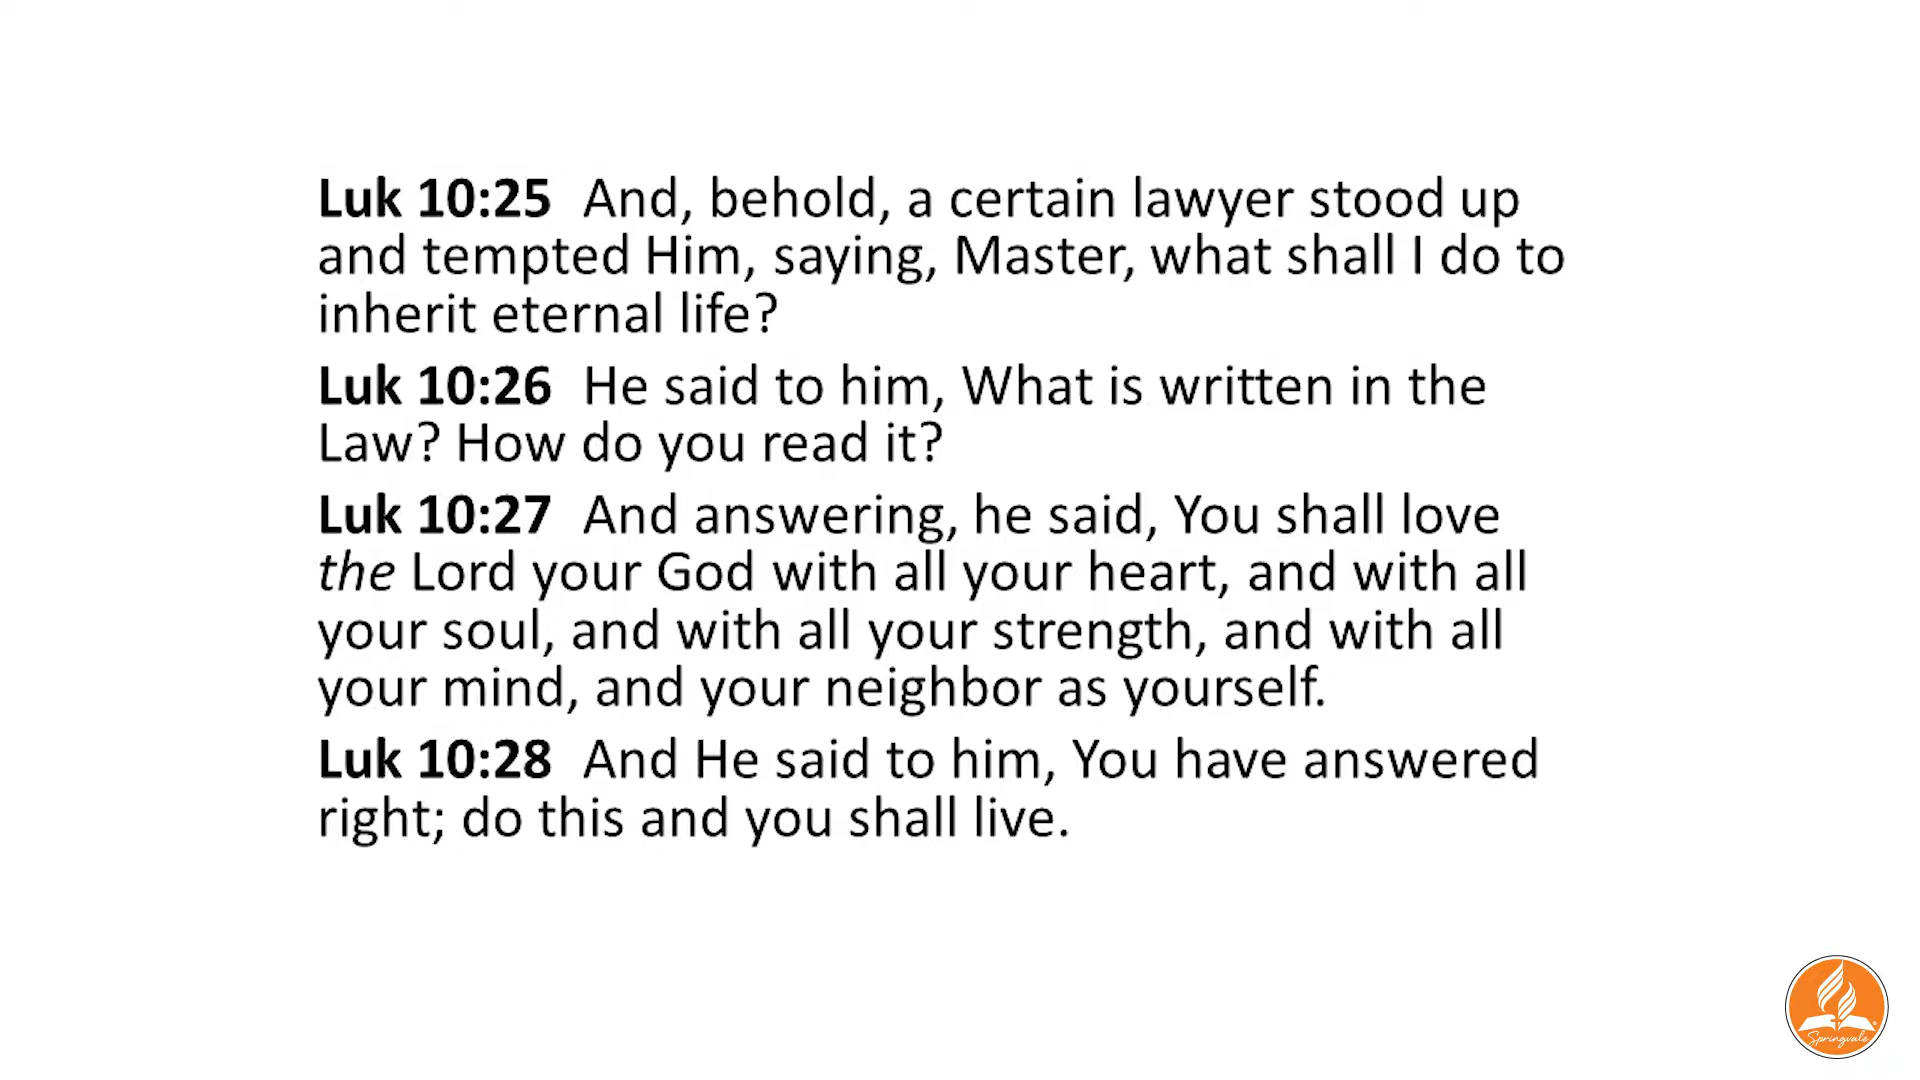 Luk 10:25 And, behold, a certain lawyer stood up
and tempted Him, saying, Master, what shall I do to
inherit eternal life?
Luk 10:26 He said to him, What is written in the
Law? How do you read it?
Luk 10:27 And answering, he said, You shall love
the Lord your God with all your heart, and with all
your soul, and with all your strength, and with all
your mind, and your neighbor as yourself.
Luk 10:28 And He said to him, You have answered
right; do this and you shall live.
Springvale